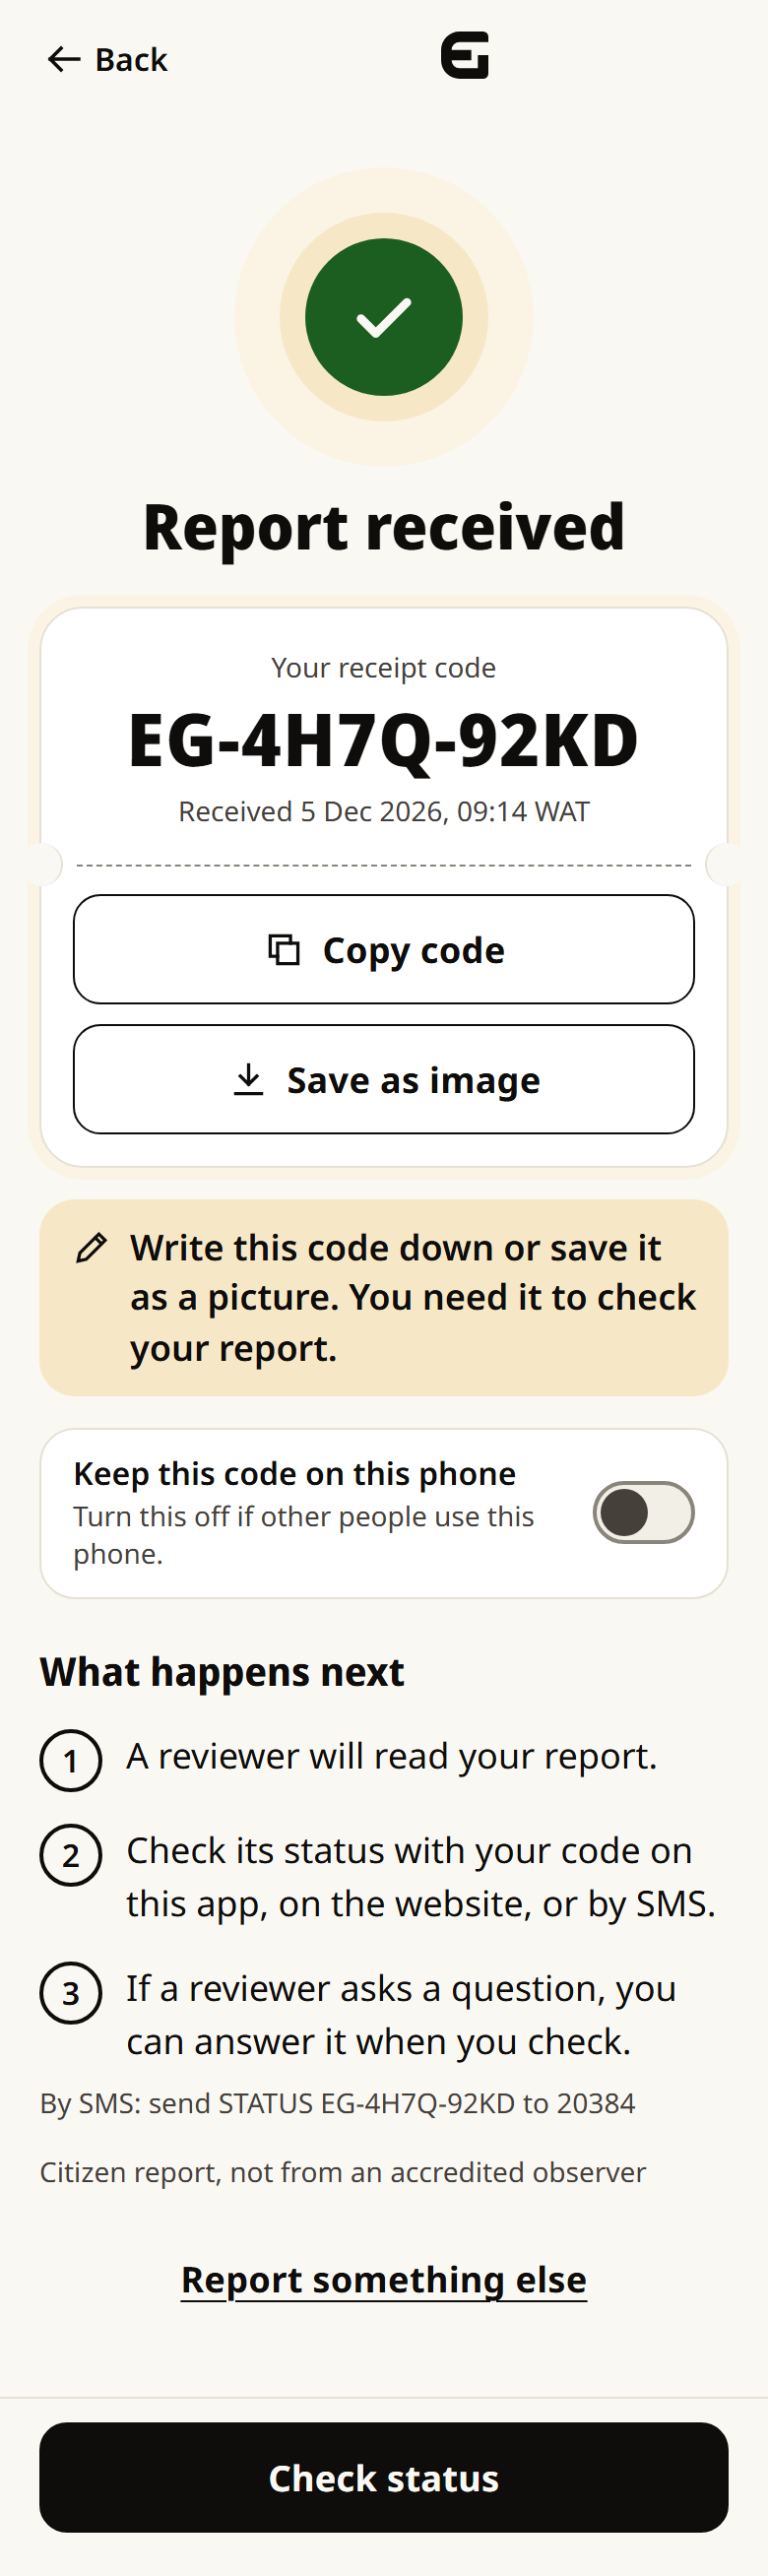 Back
Report received
Your receipt code
EG-4H7Q-92KD
Received 5 Dec 2026, 09:14 WAT
Copy code
Save as image
Write this code down or save it
as a picture. You need it to check
your report.
Keep this code on this phone
Turn this off if other people use this
phone.
What happens next
1 A reviewer will read your report.
2 Check its status with your code on
this app, on the website, or by SMS.
3 If a reviewer asks a question, you
can answer it when you check.
By SMS: send STATUS EG-4H7Q-92KD to 20384
Citizen report, not from an accredited observer
Report something else
Check status